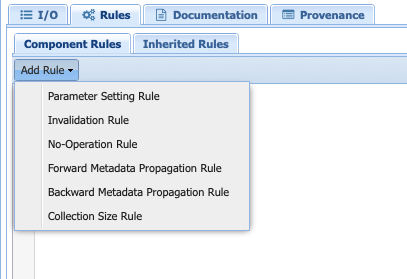 I/O Rules Documentation Provenance
Component Rules Inherited Rules
Add Rule
Parameter Setting Rule
Invalidation Rule
No-Operation Rule
Forward Metadata Propagation Rule
Backward Metadata Propagation Rule
Collection Size Rule